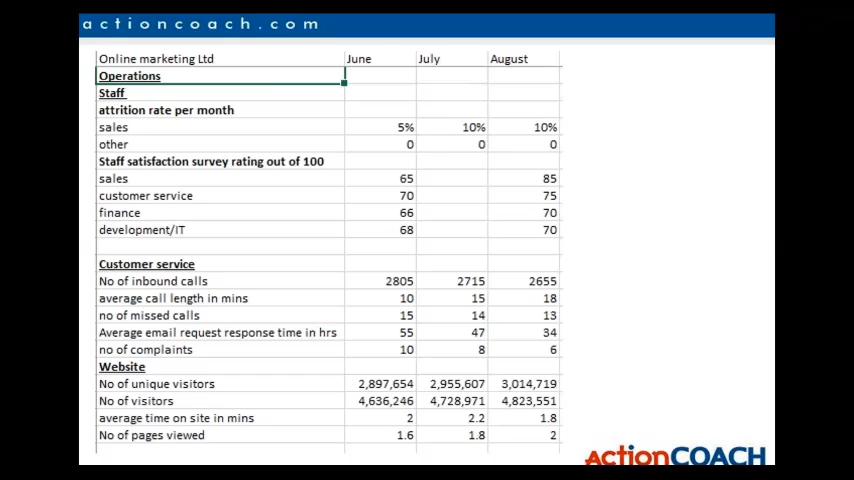 actioncoach.com
Online marketing Ltd June July August
Operations
Staff
attrition rate per month
sales 5% 10% 10%
other 0 0 0
Staff satisfaction survey rating out of 100
sales 65 85
customer service 70 75
finance 66 70
development/IT 68 70
Customer service
No of inbound calls 2805 2715 2655
average call length in mins 10 15 18
no of missed calls 15 14 13
Average email request response time in hrs 55 47 34
no of complaints 10 8 6
Website
No of unique visitors 2,897,654 2,955,607 3,014,719
No of visitors 4,636,246 4,728,971 4,823,551
average time on site in mins 2 2.2 1.8
No of pages viewed 1.6 1.8 2
ActionCOACH